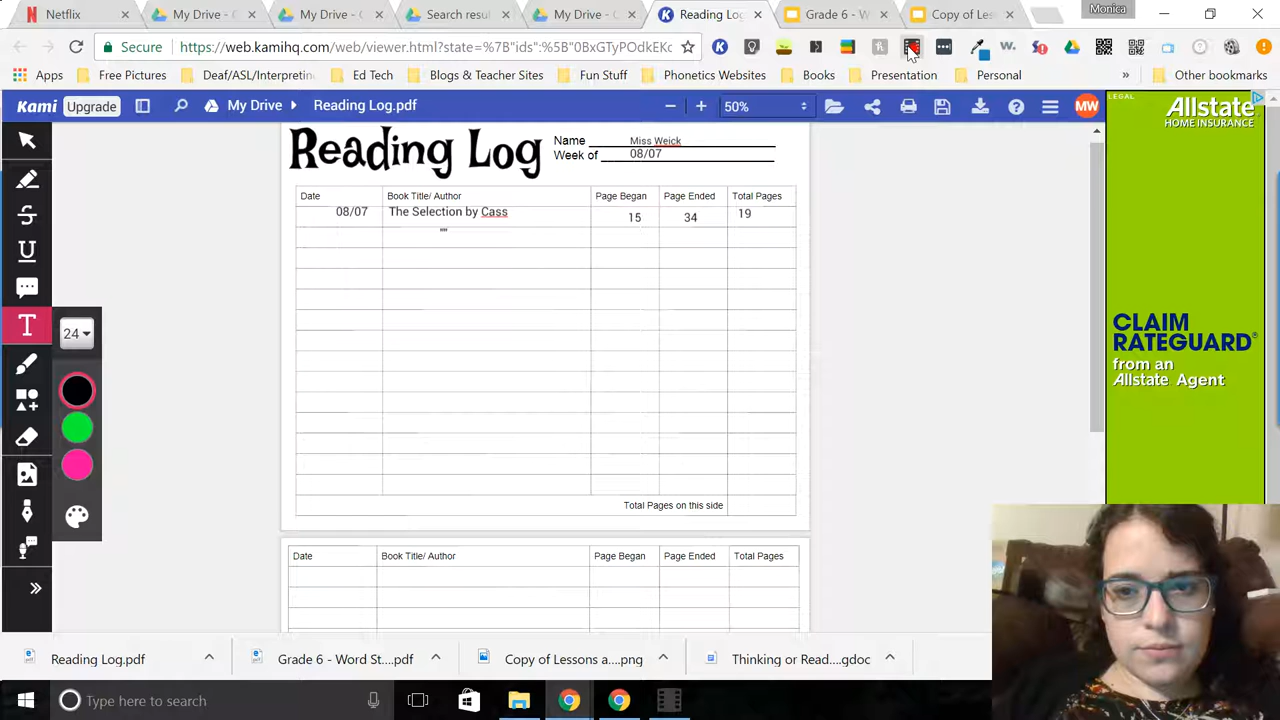 Netflix
My Drive - G
My Drive - G
Search resul
My Drive - G
Reading Log
Grade 6 - W
Copy of Les
Monica
Secure
https://web.kamihq.com/web/viewer.html?state=%7B"ids"%3A%5B"0BxGTyPOdkEKc
Apps
Free Pictures
Deaf/ASL/Interpretin
Ed Tech
Blogs & Teacher Sites
Fun Stuff
Phonetics Websites
Books
Presentation
Personal
»
Other bookmarks
Kami
Upgrade
My Drive
Reading Log.pdf
50%
MW
LEGAL
Allstate
HOME INSURANCE
CLAIM
RATEGUARD®
from an
Allstate Agent
T
24
Reading Log
Name Miss Weick
Week of 08/07
Date Book Title/ Author Page Began Page Ended Total Pages
08/07 The Selection by Cass 15 34 19
""
Total Pages on this side
Date Book Title/ Author Page Began Page Ended Total Pages
Reading Log.pdf
Grade 6 - Word St....pdf
Copy of Lessons a....png
Thinking or Read....gdoc
Type here to search